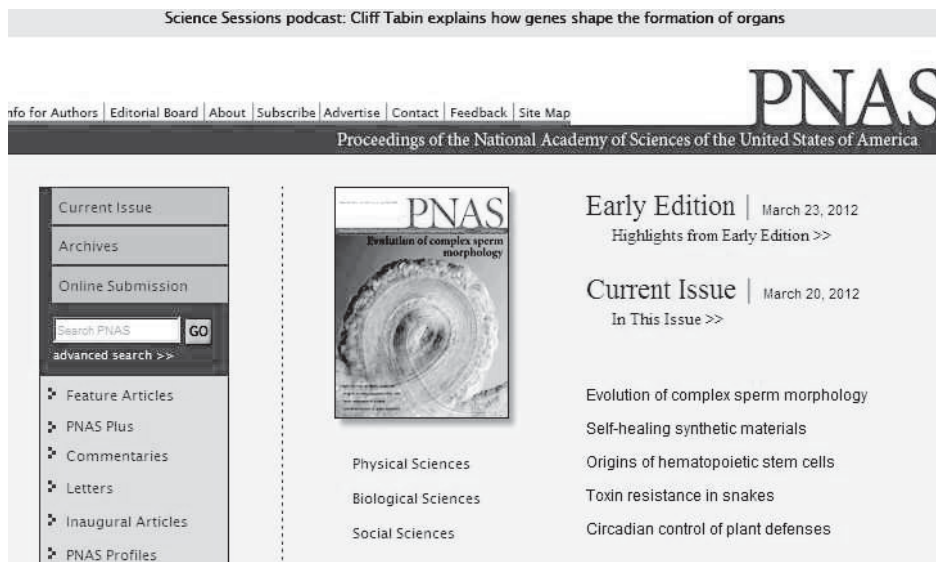 Science Sessions podcast: Cliff Tabin explains how genes shape the formation of organs
PNAS
nfo for Authors | Editorial Board | About | Subscribe | Advertise | Contact | Feedback | Site Map
Proceedings of the National Academy of Sciences of the United States of America
Current Issue
Archives
Online Submission
Search PNAS GO
advanced search >>
Feature Articles
PNAS Plus
Commentaries
Letters
Inaugural Articles
PNAS Profiles
PNAS
Evolution of complex sperm
morphology
Physical Sciences
Biological Sciences
Social Sciences
Early Edition | March 23, 2012
Highlights from Early Edition >>
Current Issue | March 20, 2012
In This Issue >>
Evolution of complex sperm morphology
Self-healing synthetic materials
Origins of hematopoietic stem cells
Toxin resistance in snakes
Circadian control of plant defenses